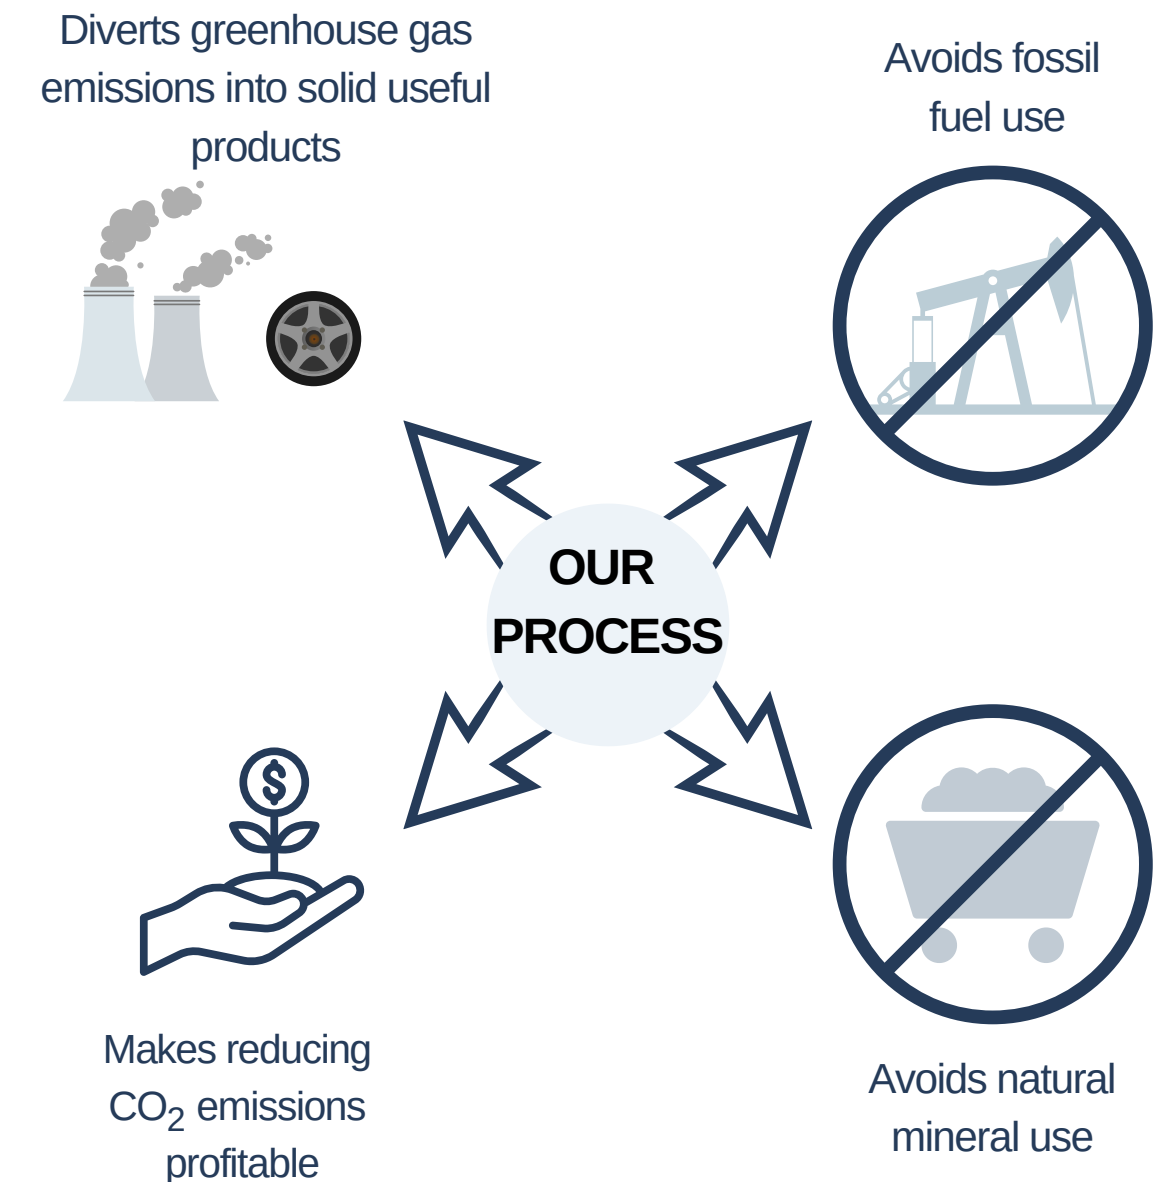 Diverts greenhouse gas
emissions into solid useful
products
Avoids fossil
fuel use
OUR
PROCESS
$
Makes reducing
CO₂ emissions
profitable
Avoids natural
mineral use